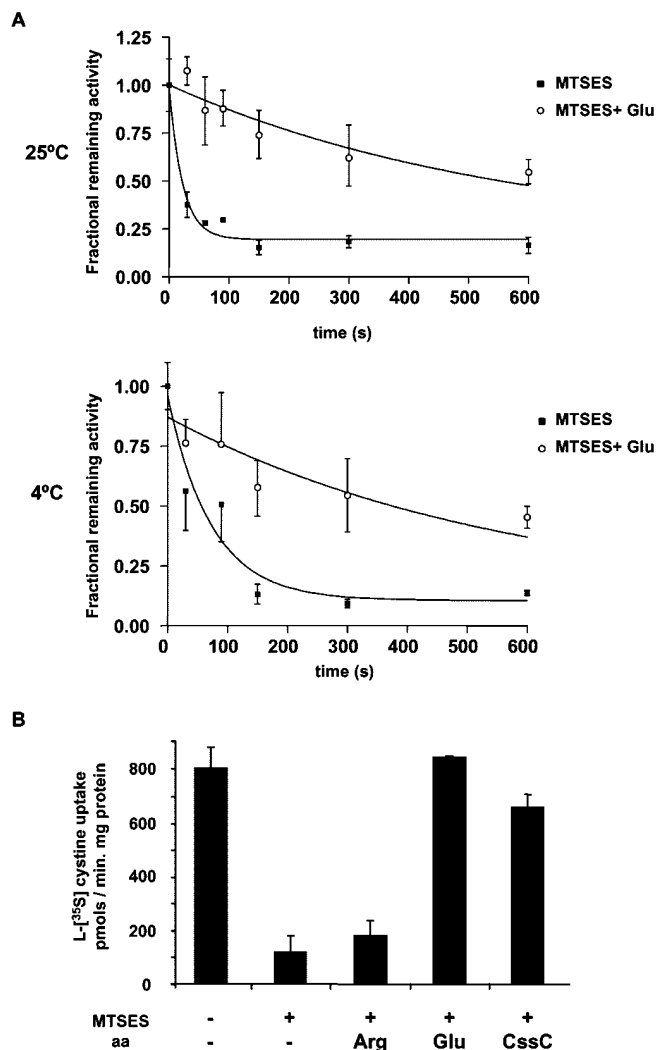 A
25ºC
Fractional remaining activity
1.25
1.00
0.75
0.50
0.25
0.00
0 100 200 300 400 500 600
time (s)
MTSES
MTSES+ Glu
4ºC
Fractional remaining activity
1.00
0.75
0.50
0.25
0.00
0 100 200 300 400 500 600
time (s)
MTSES
MTSES+ Glu
B
L-[35S] cystine uptake
pmols / min. mg protein
800
600
400
200
0
MTSES - + + + +
aa - - Arg Glu CssC